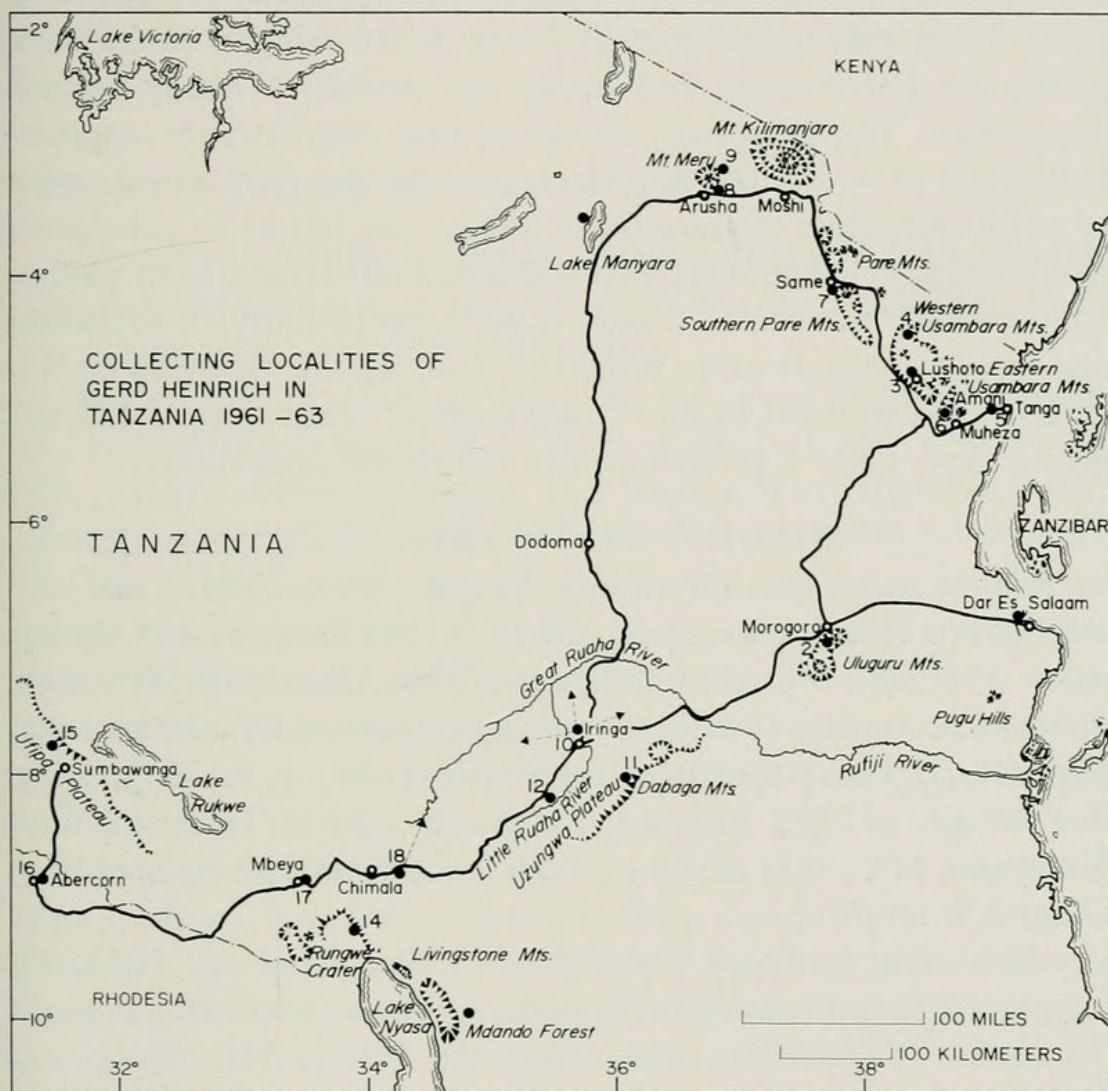 -2°
Lake Victoria
KENYA
Mt. Kilimanjaro
Mt. Meru
9
8
Arusha
Moshi
Lake Manyara
-4°
Pare Mts.
Same
7
Southern Pare Mts.
Western
4
Usambara Mts.
COLLECTING LOCALITIES OF
GERD HEINRICH IN
TANZANIA 1961-63
Lushoto
Eastern
3
"Usambara Mts.
Amani
5
Tanga
6
Muheza
-6°
TANZANIA
Dodoma
ZANZIBAR
Dar Es Salaam
Morogoro
2
Uluguru Mts.
Great Ruaha River
Pugu Hills
15
Iringa
10
Ufipa Plateau
Sumbawanga
-8°
Lake
Rukwe
Rufiji River
11
Dabaga Mts.
12
Little Ruaha River
Uzungwa Plateau
Mbeya
18
16
Abercorn
17
Chimala
14
Rungwe
Crater
Livingstone Mts.
RHODESIA
Lake
Nyasa
-10°
Mdando Forest
100 MILES
100 KILOMETERS
32°
34°
36°
38°